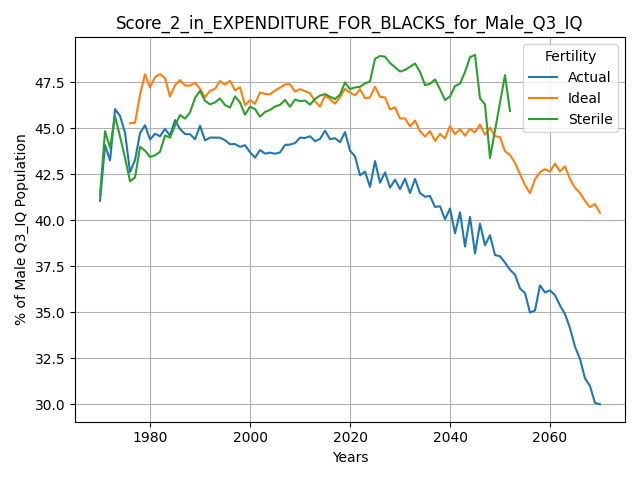 Score_2_in_EXPENDITURE_FOR_BLACKS_for_Male_Q3_IQ
Fertility
Actual
Ideal
Sterile
% of Male Q3_IQ Population
47.5
45.0
42.5
40.0
37.5
35.0
32.5
30.0
1980
2000
2020
2040
2060
Years